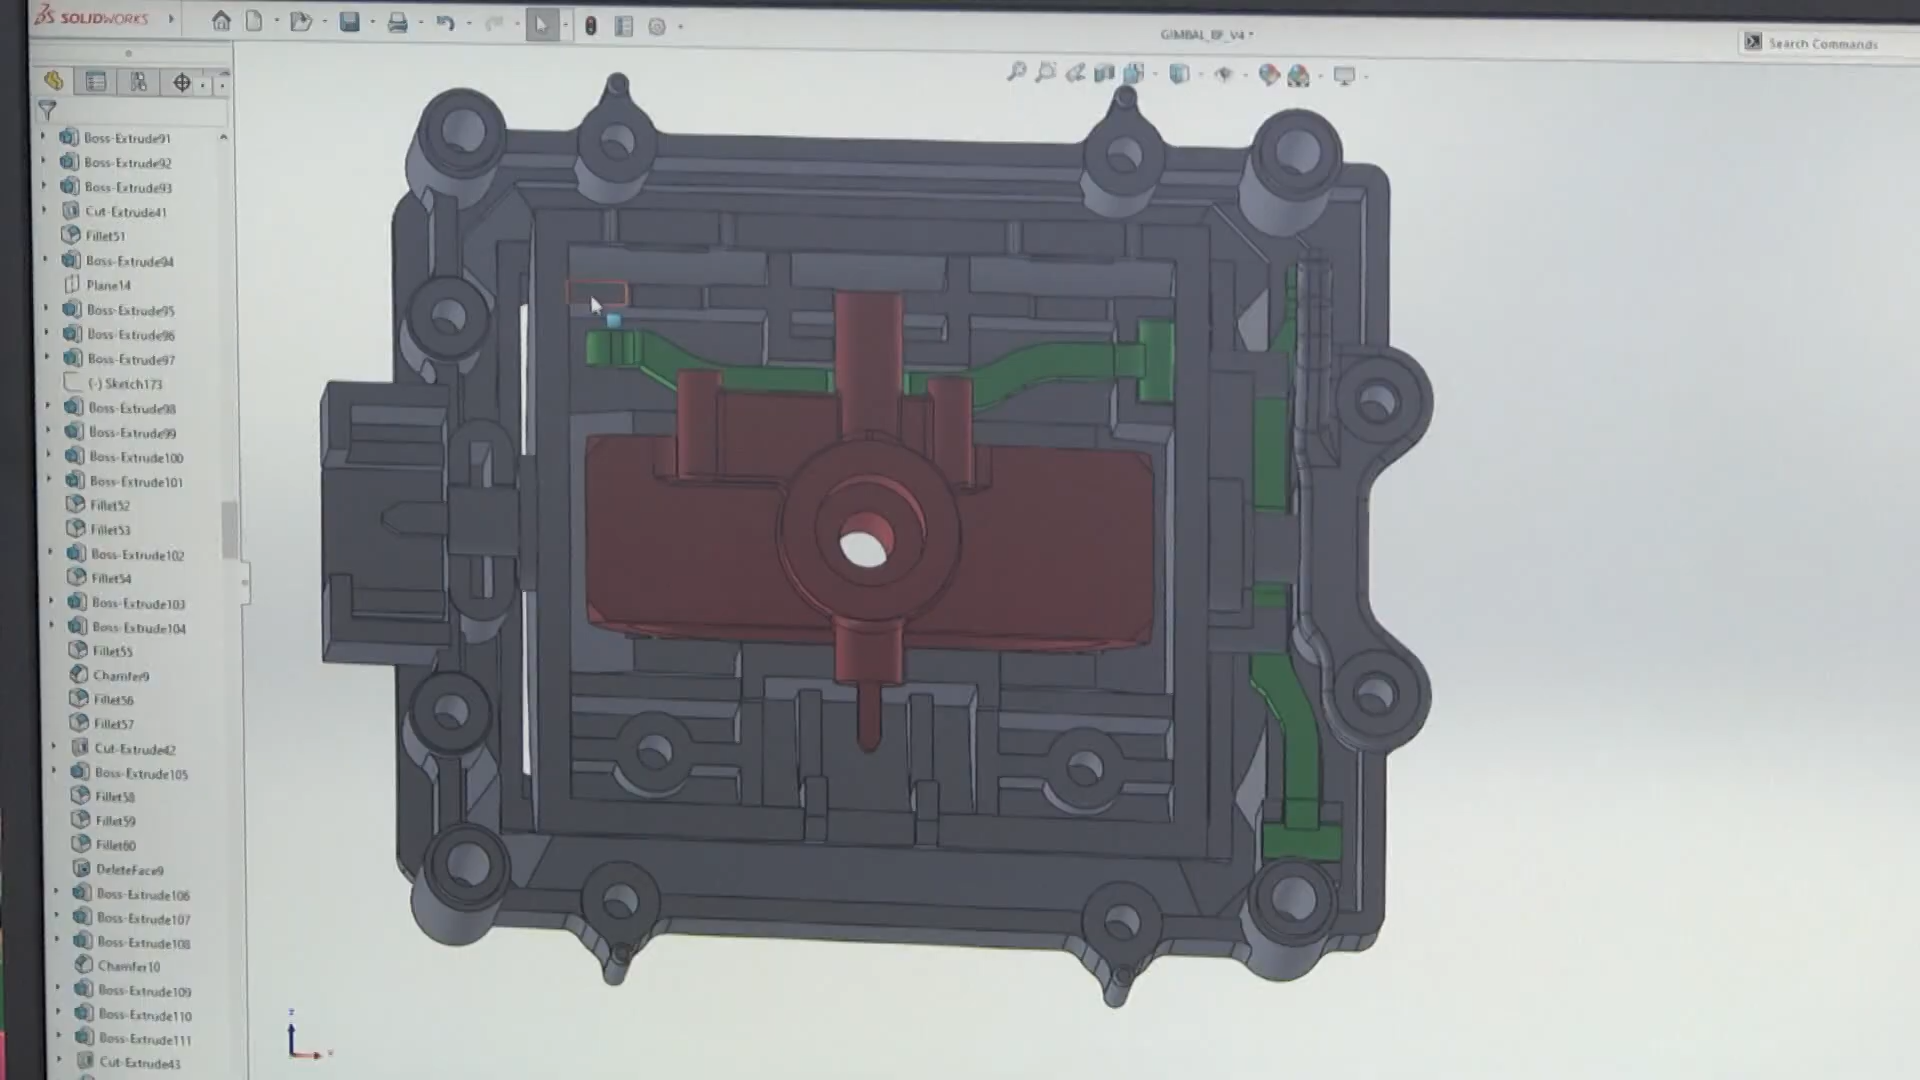 SOLIDWORKS
GIMBAL_BF_V4 *
Search Commands
Boss-Extrude91
Boss-Extrude92
Boss-Extrude93
Cut-Extrude41
Fillet51
Boss-Extrude94
Plane14
Boss-Extrude95
Boss-Extrude96
Boss-Extrude97
(-) Sketch173
Boss-Extrude98
Boss-Extrude99
Boss-Extrude100
Boss-Extrude101
Fillet52
Fillet53
Boss-Extrude102
Fillet54
Boss-Extrude103
Boss-Extrude104
Fillet55
Chamfer9
Fillet56
Fillet57
Cut-Extrude42
Boss-Extrude105
Fillet58
Fillet59
Fillet60
DeleteFace9
Boss-Extrude106
Boss-Extrude107
Boss-Extrude108
Chamfer10
Boss-Extrude109
Boss-Extrude110
Boss-Extrude111
Cut-Extrude43